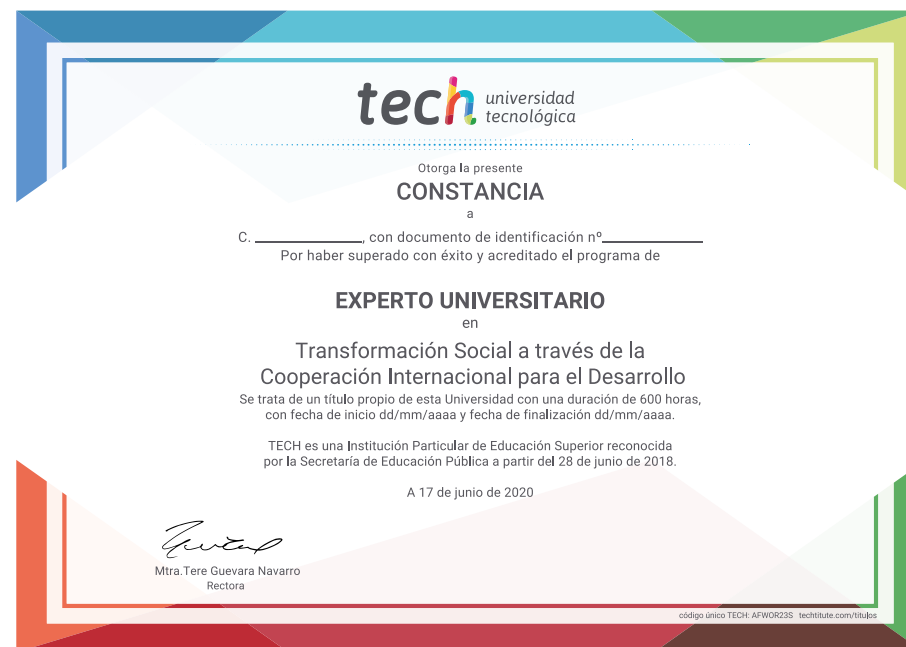 tech universidad
tecnológica
Otorga la presente
CONSTANCIA
a
C. ____________, con documento de identificación nº____________
Por haber superado con éxito y acreditado el programa de
EXPERTO UNIVERSITARIO
en
Transformación Social a través de la
Cooperación Internacional para el Desarrollo
Se trata de un título propio de esta Universidad con una duración de 600 horas,
con fecha de inicio dd/mm/aaaa y fecha de finalización dd/mm/aaaa.
TECH es una Institución Particular de Educación Superior reconocida
por la Secretaría de Educación Pública a partir del 28 de junio de 2018.
A 17 de junio de 2020
Mtra.Tere Guevara Navarro
Rectora
código único TECH: AFWOR23S techtitute.com/titulos